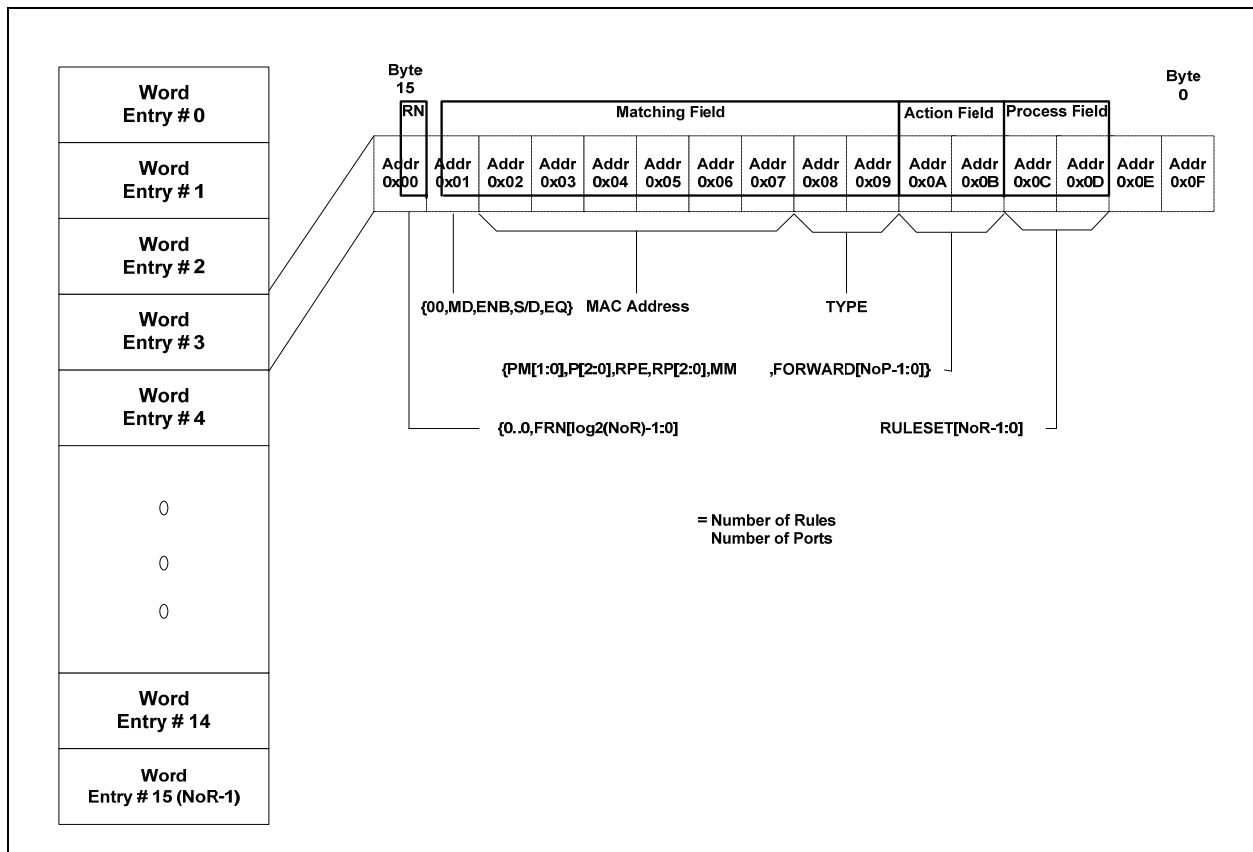 Word
Entry # 0
Word
Entry # 1
Word
Entry # 2
Word
Entry # 3
Word
Entry # 4
0
0
0
Word
Entry # 14
Word
Entry # 15 (NoR-1)
Byte
15
Byte
0
RN
Matching Field
Action Field
Process Field
Addr
0x00
Addr
0x01
Addr
0x02
Addr
0x03
Addr
0x04
Addr
0x05
Addr
0x06
Addr
0x07
Addr
0x08
Addr
0x09
Addr
0x0A
Addr
0x0B
Addr
0x0C
Addr
0x0D
Addr
0x0E
Addr
0x0F
{00,MD,ENB,S/D,EQ}
MAC Address
TYPE
{PM[1:0],P[2:0],RPE,RP[2:0],MM ,FORWARD[NoP-1:0]}
{0..0,FRN[log2(NoR)-1:0]
RULESET[NoR-1:0]
= Number of Rules
Number of Ports